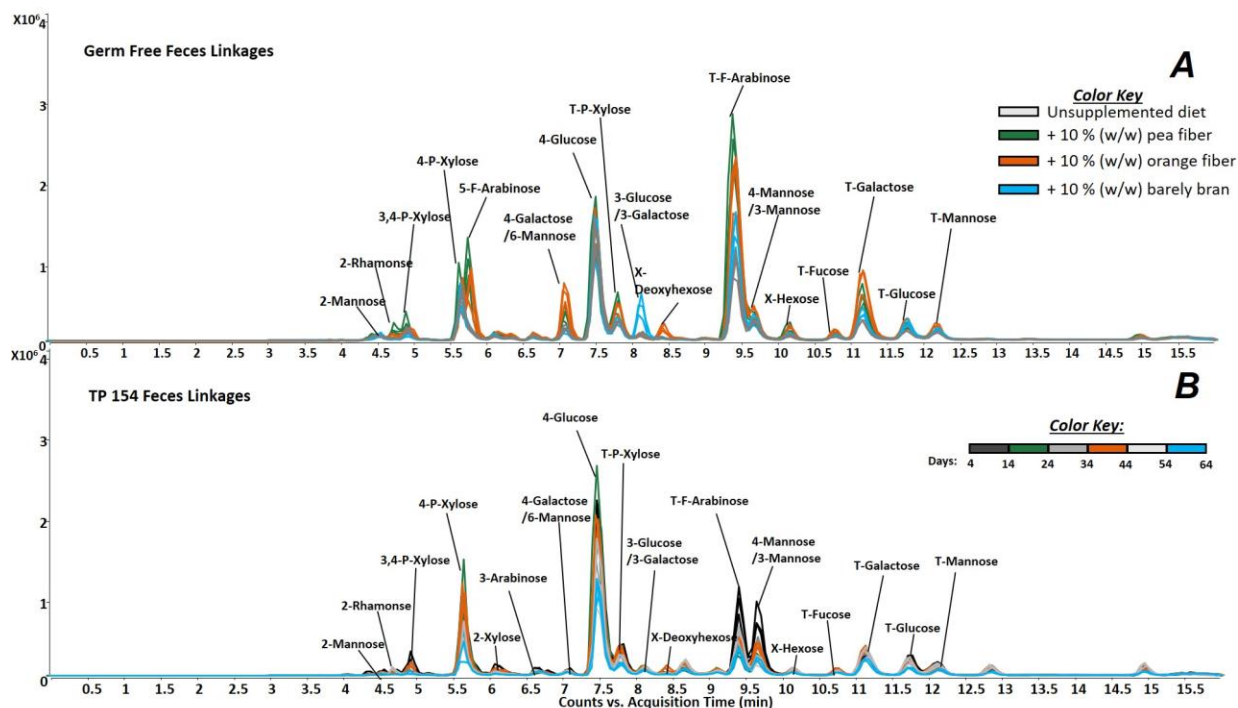 X10⁶
4
Germ Free Feces Linkages
A
Color Key
Unsupplemented diet
+ 10 % (w/w) pea fiber
+ 10 % (w/w) orange fiber
+ 10 % (w/w) barely bran
3
2
1
0
T-F-Arabinose
T-P-Xylose
4-Glucose
4-P-Xylose
5-F-Arabinose
3,4-P-Xylose
4-Galactose
/6-Mannose
3-Glucose
/3-Galactose
4-Mannose
/3-Mannose
T-Galactose
T-Mannose
2-Rhamonse
2-Mannose
X-
Deoxyhexose
X-Hexose
T-Fucose
T-Glucose
0.5 1 1.5 2 2.5 3 3.5 4 4.5 5 5.5 6 6.5 7 7.5 8 8.5 9 9.5 10 10.5 11 11.5 12 12.5 13 13.5 14 14.5 15 15.5
X10⁶
4
TP 154 Feces Linkages
B
Color Key:
Days: 4 14 24 34 44 54 64
3
2
1
0
4-Glucose
T-P-Xylose
4-P-Xylose
4-Galactose
/6-Mannose
T-F-Arabinose
3,4-P-Xylose
3-Arabinose
3-Glucose
/3-Galactose
4-Mannose
/3-Mannose
T-Galactose
T-Mannose
2-Rhamonse
2-Mannose
2-Xylose
X-Deoxyhexose
X-Hexose
T-Fucose
T-Glucose
0.5 1 1.5 2 2.5 3 3.5 4 4.5 5 5.5 6 6.5 7 7.5 8 8.5 9 9.5 10 10.5 11 11.5 12 12.5 13 13.5 14 14.5 15 15.5
Counts vs. Acquisition Time (min)